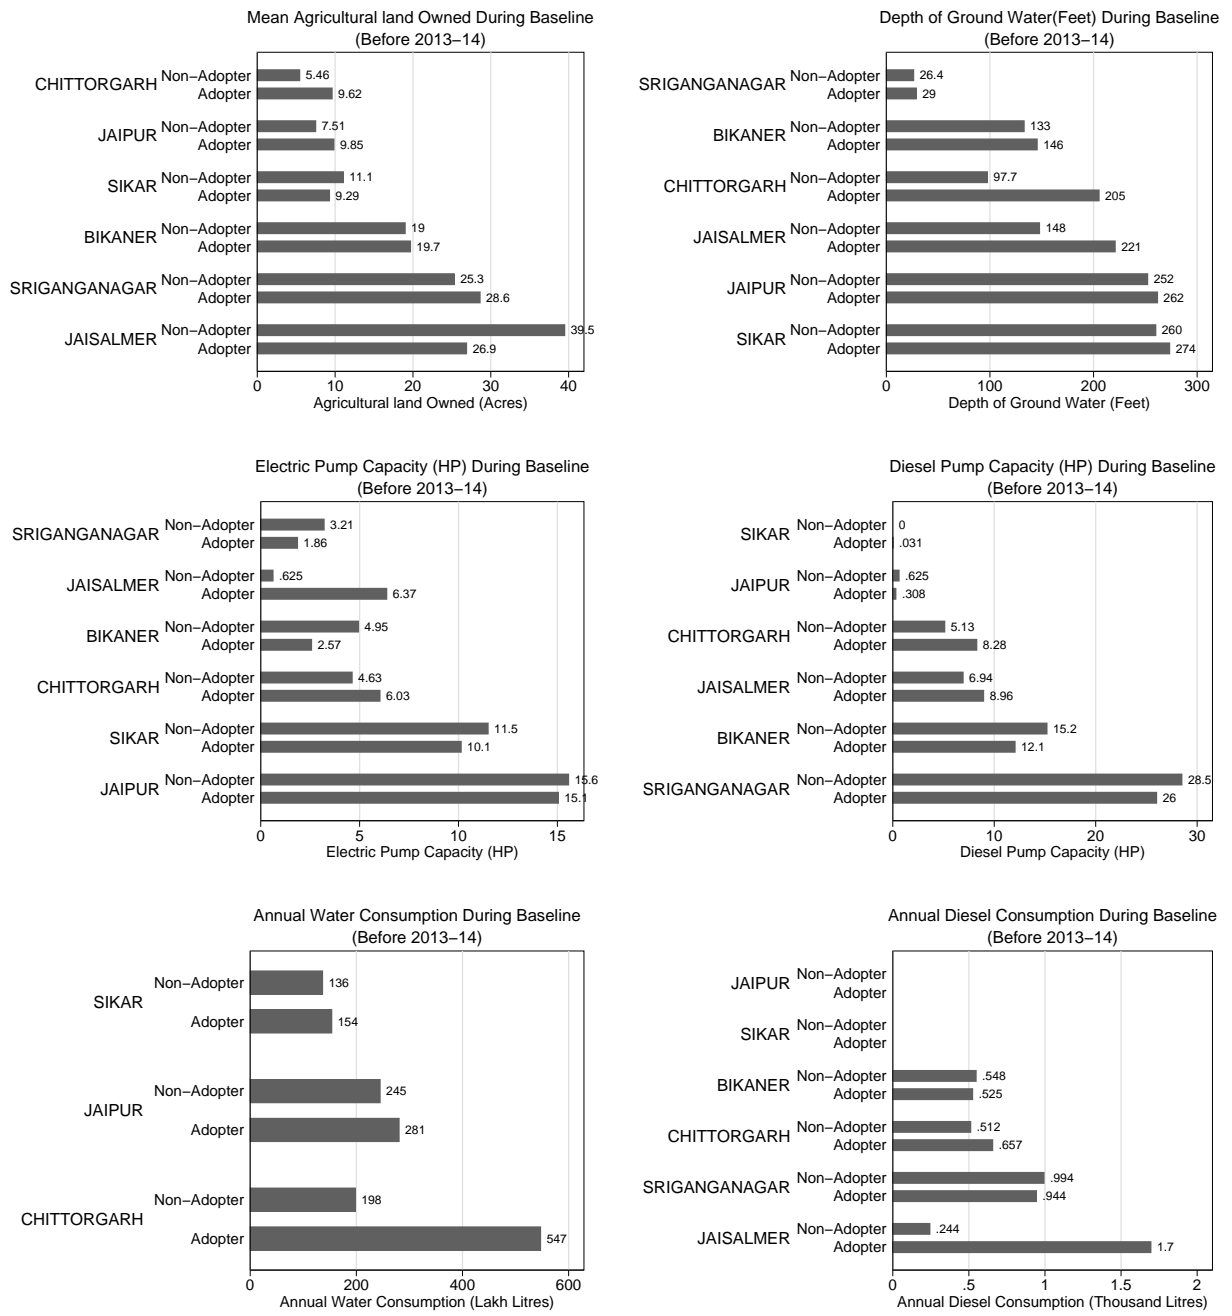 Mean Agricultural land Owned During Baseline
(Before 2013−14)
CHITTORGARH
Non−Adopter 5.46
Adopter 9.62
JAIPUR
Non−Adopter 7.51
Adopter 9.85
SIKAR
Non−Adopter 11.1
Adopter 9.29
BIKANER
Non−Adopter 19
Adopter 19.7
SRIGANGANAGAR
Non−Adopter 25.3
Adopter 28.6
JAISALMER
Non−Adopter 39.5
Adopter 26.9
0 10 20 30 40
Agricultural land Owned (Acres)
Depth of Ground Water(Feet) During Baseline
(Before 2013−14)
SRIGANGANAGAR
Non−Adopter 26.4
Adopter 29
BIKANER
Non−Adopter 133
Adopter 146
CHITTORGARH
Non−Adopter 97.7
Adopter 205
JAISALMER
Non−Adopter 148
Adopter 221
JAIPUR
Non−Adopter 252
Adopter 262
SIKAR
Non−Adopter 260
Adopter 274
0 100 200 300
Depth of Ground Water (Feet)
Electric Pump Capacity (HP) During Baseline
(Before 2013−14)
SRIGANGANAGAR
Non−Adopter 3.21
Adopter 1.86
JAISALMER
Non−Adopter .625
Adopter 6.37
BIKANER
Non−Adopter 4.95
Adopter 2.57
CHITTORGARH
Non−Adopter 4.63
Adopter 6.03
SIKAR
Non−Adopter 11.5
Adopter 10.1
JAIPUR
Non−Adopter 15.6
Adopter 15.1
0 5 10 15
Electric Pump Capacity (HP)
Diesel Pump Capacity (HP) During Baseline
(Before 2013−14)
SIKAR
Non−Adopter 0
Adopter .031
JAIPUR
Non−Adopter .625
Adopter .308
CHITTORGARH
Non−Adopter 5.13
Adopter 8.28
JAISALMER
Non−Adopter 6.94
Adopter 8.96
BIKANER
Non−Adopter 15.2
Adopter 12.1
SRIGANGANAGAR
Non−Adopter 28.5
Adopter 26
0 10 20 30
Diesel Pump Capacity (HP)
Annual Water Consumption During Baseline
(Before 2013−14)
SIKAR
Non−Adopter 136
Adopter 154
JAIPUR
Non−Adopter 245
Adopter 281
CHITTORGARH
Non−Adopter 198
Adopter 547
0 200 400 600
Annual Water Consumption (Lakh Litres)
Annual Diesel Consumption During Baseline
(Before 2013−14)
JAIPUR
Non−Adopter
Adopter
SIKAR
Non−Adopter
Adopter
BIKANER
Non−Adopter .548
Adopter .525
CHITTORGARH
Non−Adopter .512
Adopter .657
SRIGANGANAGAR
Non−Adopter .994
Adopter .944
JAISALMER
Non−Adopter .244
Adopter 1.7
0 .5 1 1.5 2
Annual Diesel Consumption (Thousand Litres)